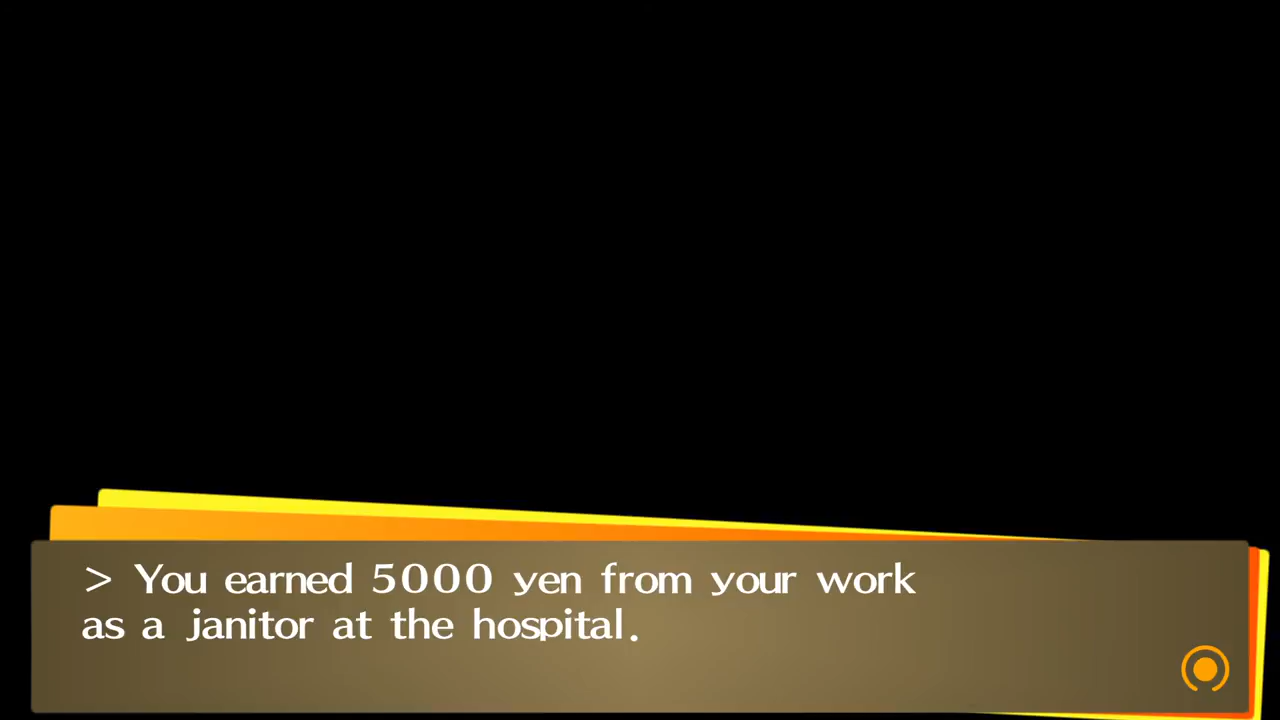 > You earned 5000 yen from your work
as a janitor at the hospital.